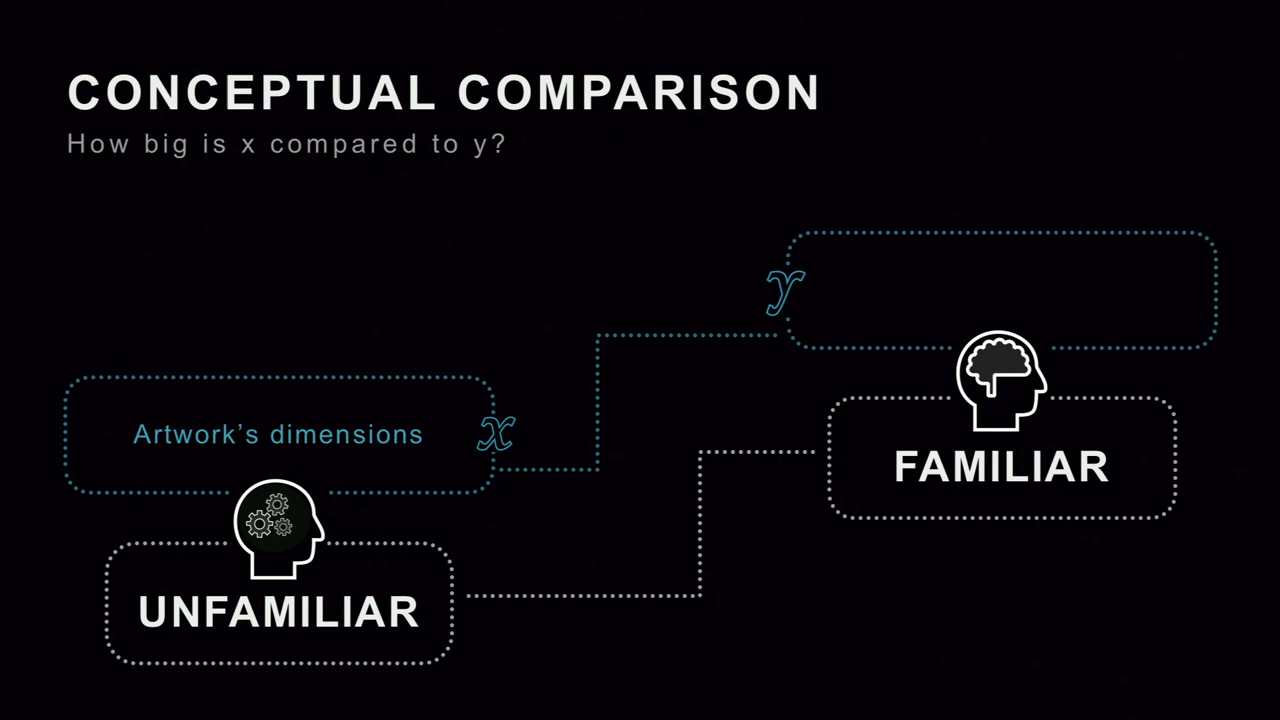 CONCEPTUAL COMPARISON
How big is x compared to y?
y
Artwork’s dimensions
x
FAMILIAR
UNFAMILIAR